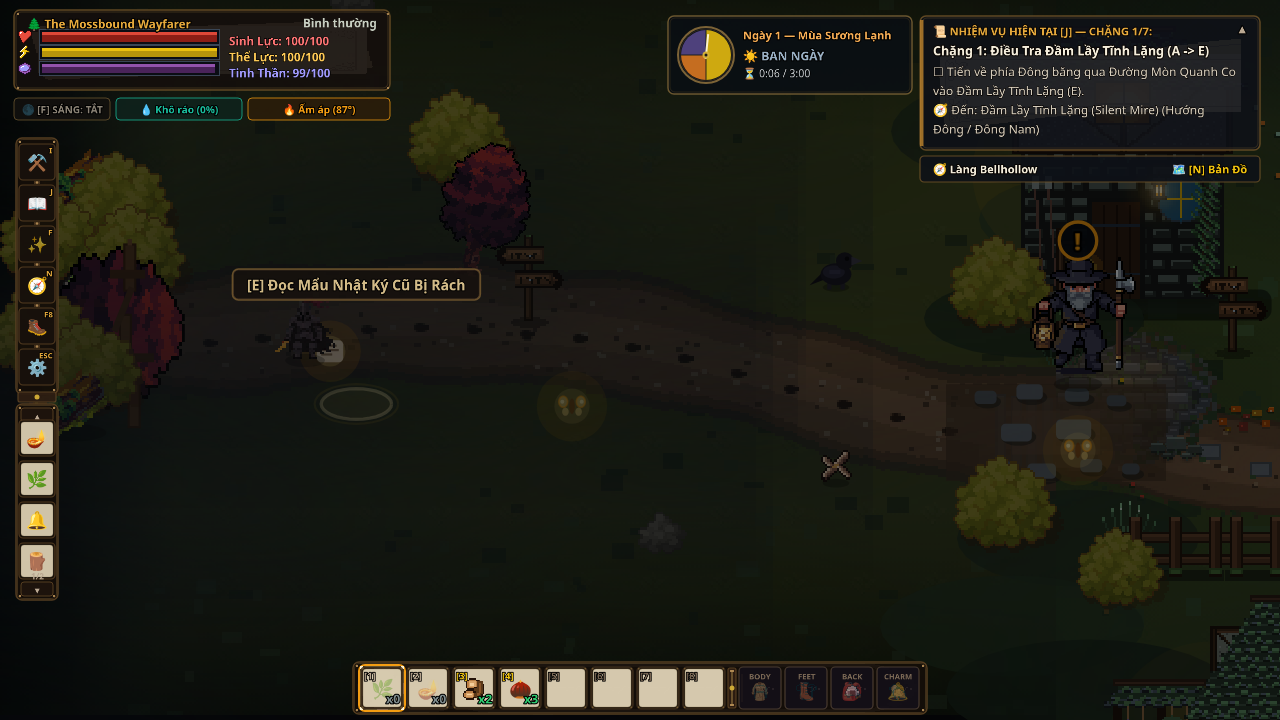 The Mossbound Wayfarer
Bình thường
Sinh Lực: 100/100
Thể Lực: 100/100
Tinh Thần: 99/100
[F] SÁNG: TẮT
Khô ráo (0%)
Ấm áp (87°)
Ngày 1 — Mùa Sương Lạnh
BAN NGÀY
0:06 / 3:00
NHIỆM VỤ HIỆN TẠI [J] — CHẶNG 1/7:
Chặng 1: Điều Tra Đầm Lầy Tĩnh Lặng (A -> E)
☐ Tiến về phía Đông băng qua Đường Mòn Quanh Co
vào Đầm Lầy Tĩnh Lặng (E).
Đến: Đầm Lầy Tĩnh Lặng (Silent Mire) (Hướng
Đông / Đông Nam)
Làng Bellhollow
[N] Bản Đồ
I
J
F
N
F8
ESC
[E] Đọc Mẩu Nhật Ký Cũ Bị Rách
!
[1] x0
[2] x0
[3] x2
[4] x3
[5]
[6]
[7]
[8]
BODY
FEET
BACK
CHARM